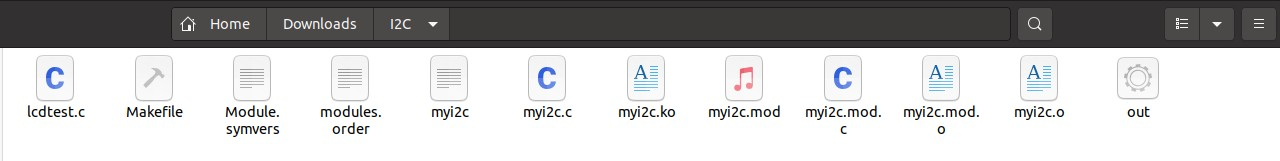 Home Downloads I2C
lcdtest.c Makefile Module. modules. myi2c myi2c.c myi2c.ko myi2c.mod myi2c.mod. myi2c.mod. myi2c.o out
symvers order c o